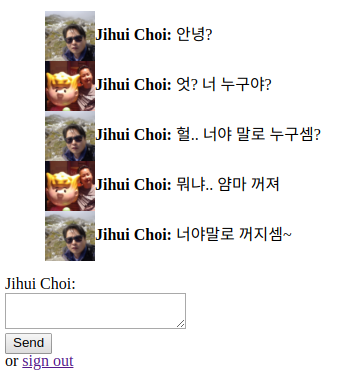 Jihui Choi: 안녕?
Jihui Choi: 엇? 너 누구야?
Jihui Choi: 헐.. 너야 말로 누구셈?
Jihui Choi: 뭐냐.. 얌마 꺼져
Jihui Choi: 너야말로 꺼지셈~
Jihui Choi:
Send
or sign out